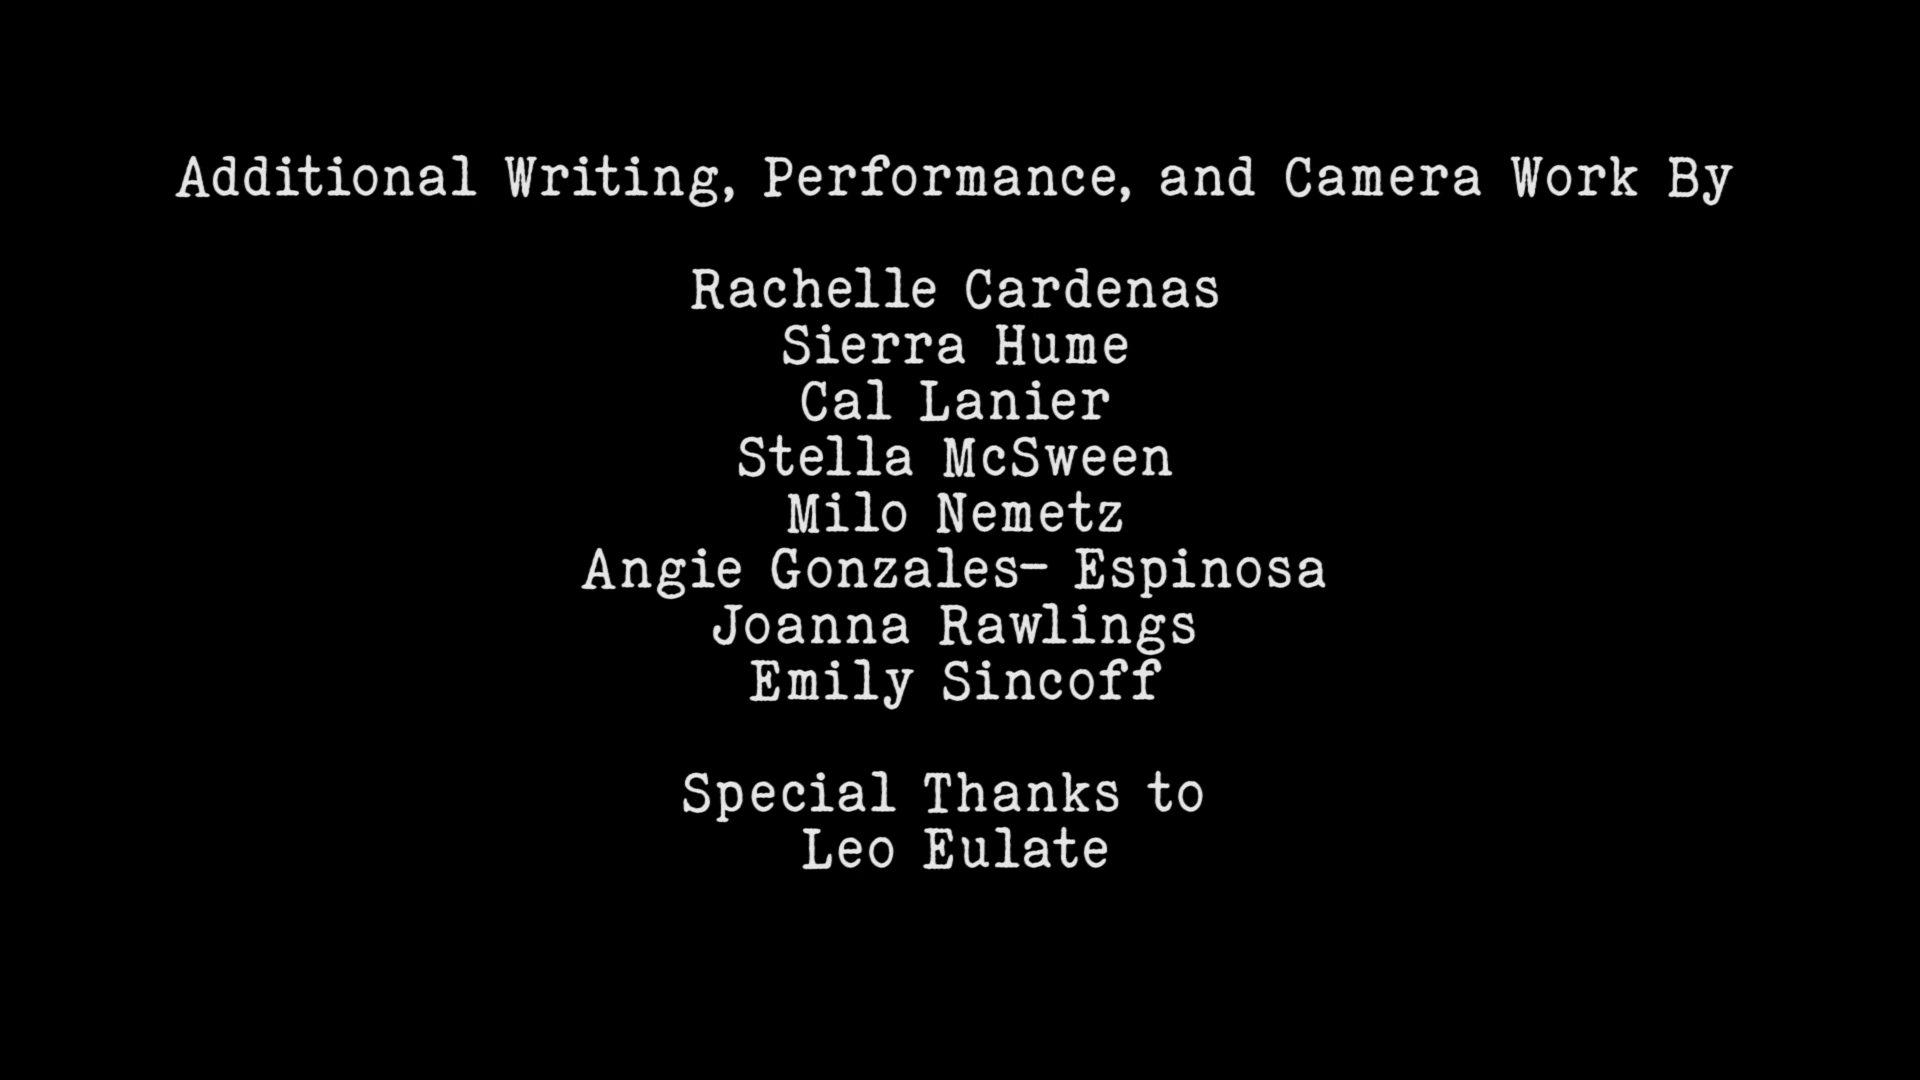 Additional Writing, Performance, and Camera Work By
Rachelle Cardenas
Sierra Hume
Cal Lanier
Stella McSween
Milo Nemetz
Angie Gonzales- Espinosa
Joanna Rawlings
Emily Sincoff
Special Thanks to
Leo Eulate